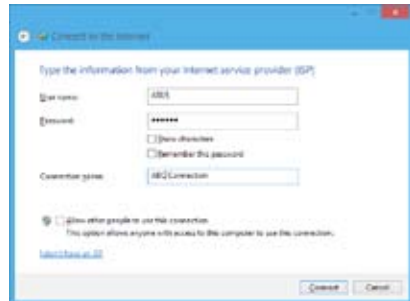 Connect to the Internet
Type the information from your Internet service provider (ISP)
User name:
ASUS
Password:
••••••
Show characters
Remember this password
Connection name:
Connection
Allow other people to use this connection
This option allows anyone with access to this computer to use this connection.
I don't have an ISP
Connect
Cancel